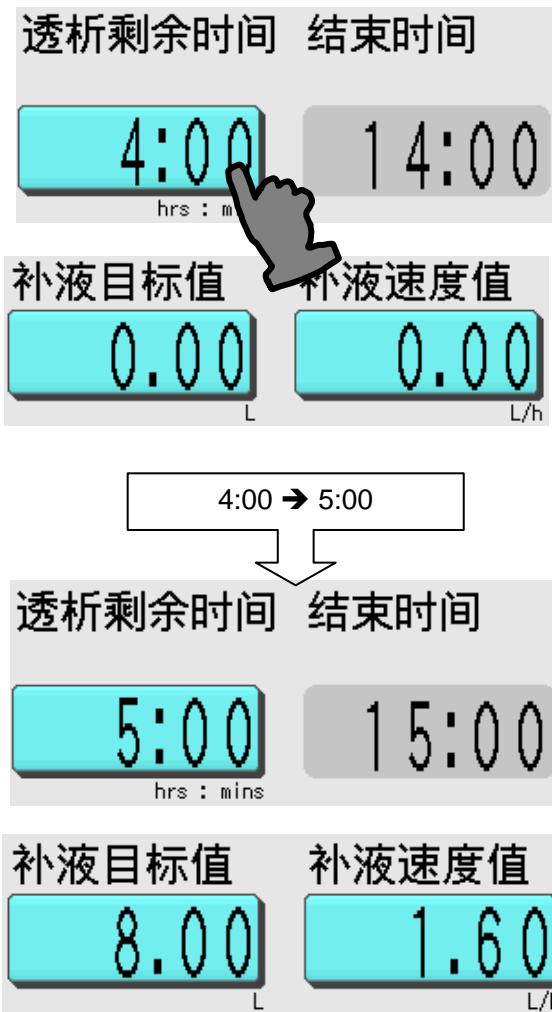 透析剩余时间 结束时间
4:00 14:00
hrs : m
补液目标值 补液速度值
0.00 0.00
L L/h
4:00 ➔ 5:00
透析剩余时间 结束时间
5:00 15:00
hrs : mins
补液目标值 补液速度值
8.00 1.60
L L/